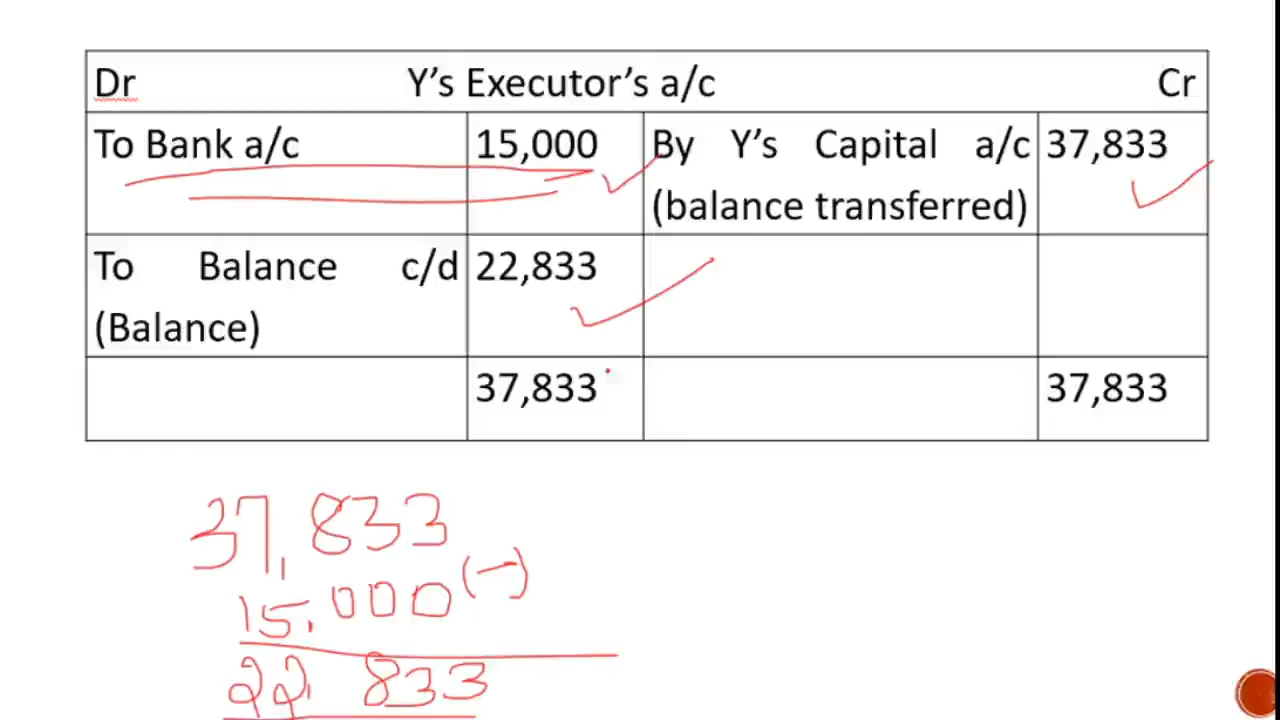 Dr Y’s Executor’s a/c Cr
To Bank a/c 15,000 By Y’s Capital a/c 37,833
(balance transferred)
To Balance c/d 22,833
(Balance)
37,833 37,833
37,833
15,000 (-)
22,833